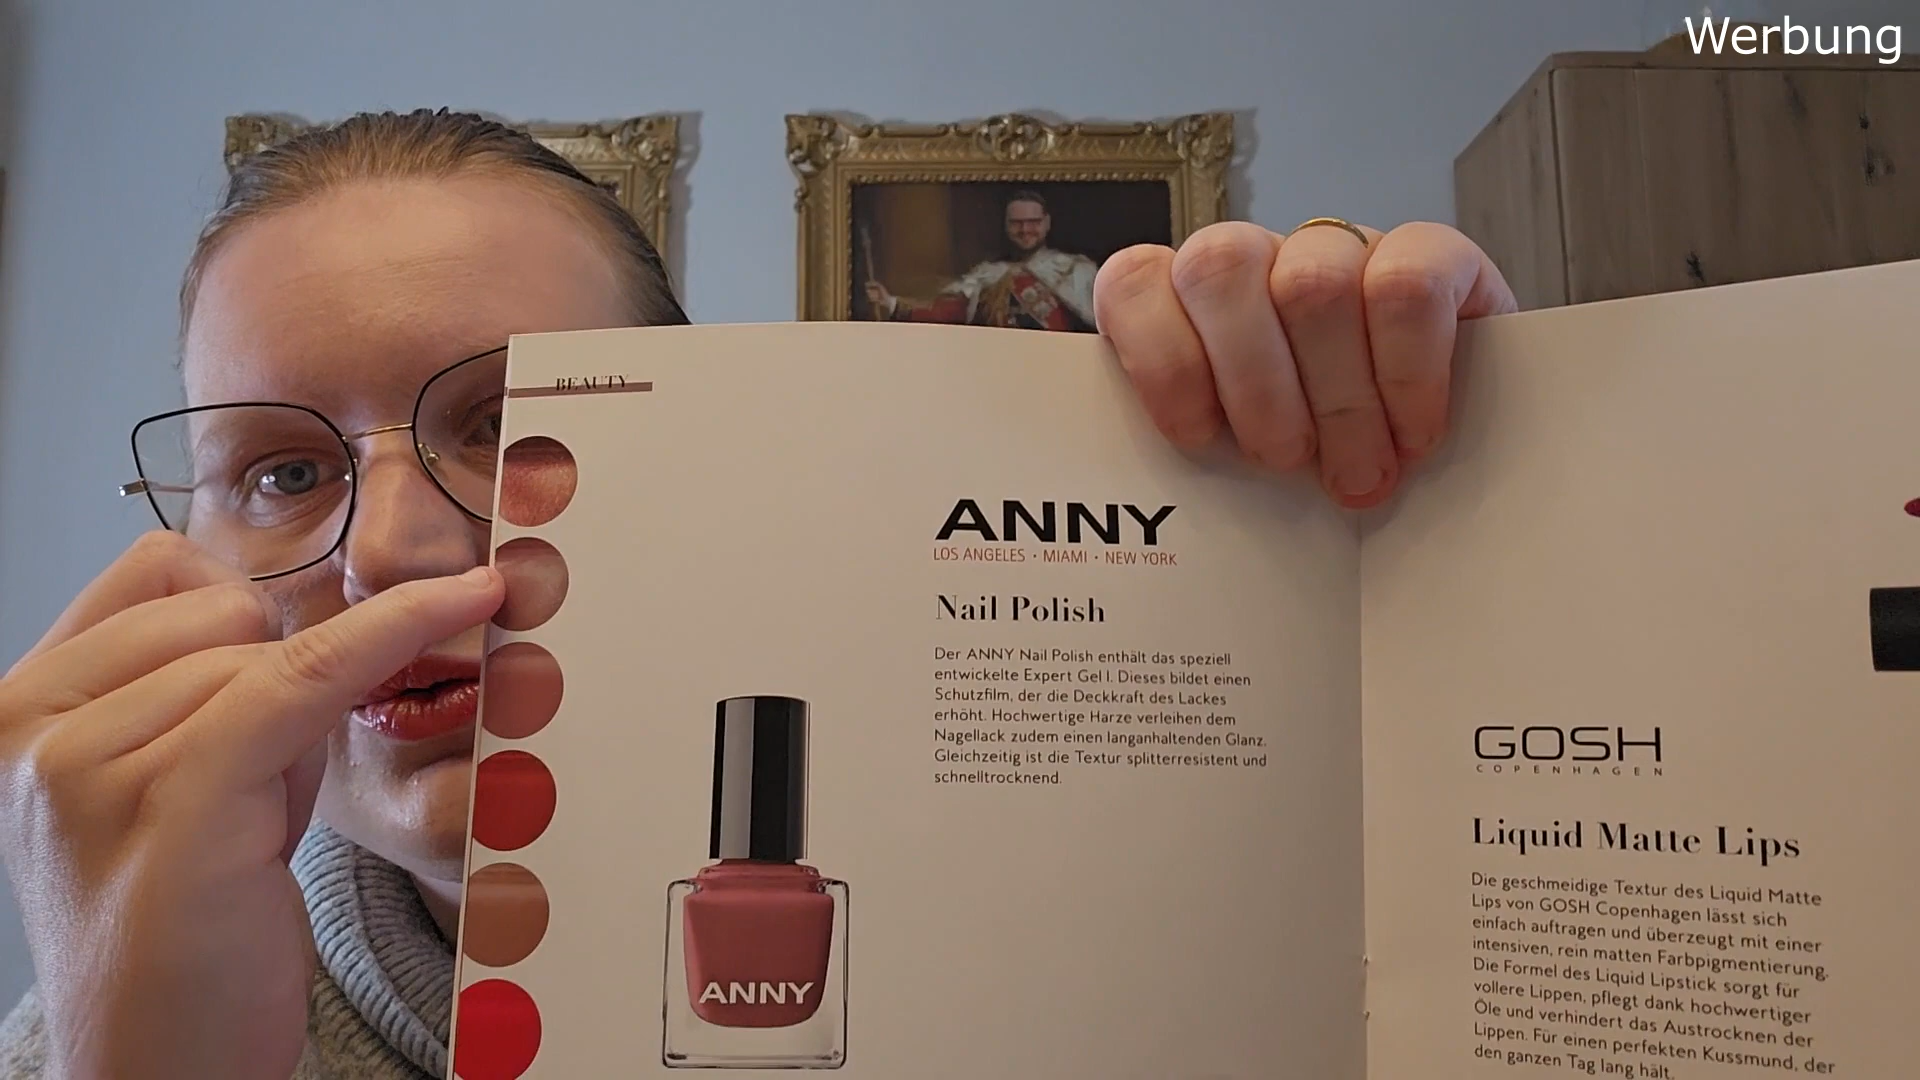 Werbung
BEAUTY
ANNY
LOS ANGELES · MIAMI · NEW YORK
Nail Polish
Der ANNY Nail Polish enthält das speziell
entwickelte Expert Gel I. Dieses bildet einen
Schutzfilm, der die Deckkraft des Lackes
erhöht. Hochwertige Harze verleihen dem
Nagellack zudem einen langanhaltenden Glanz.
Gleichzeitig ist die Textur splitterresistent und
schnelltrocknend.
ANNY
GOSH
COPENHAGEN
Liquid Matte Lips
Die geschmeidige Textur des Liquid Matte
Lips von GOSH Copenhagen lässt sich
einfach auftragen und überzeugt mit einer
intensiven, rein matten Farbpigmentierung.
Die Formel des Liquid Lipstick sorgt für
vollere Lippen, pflegt dank hochwertiger
Öle und verhindert das Austrocknen der
Lippen. Für einen perfekten Kussmund, der
den ganzen Tag lang hält.